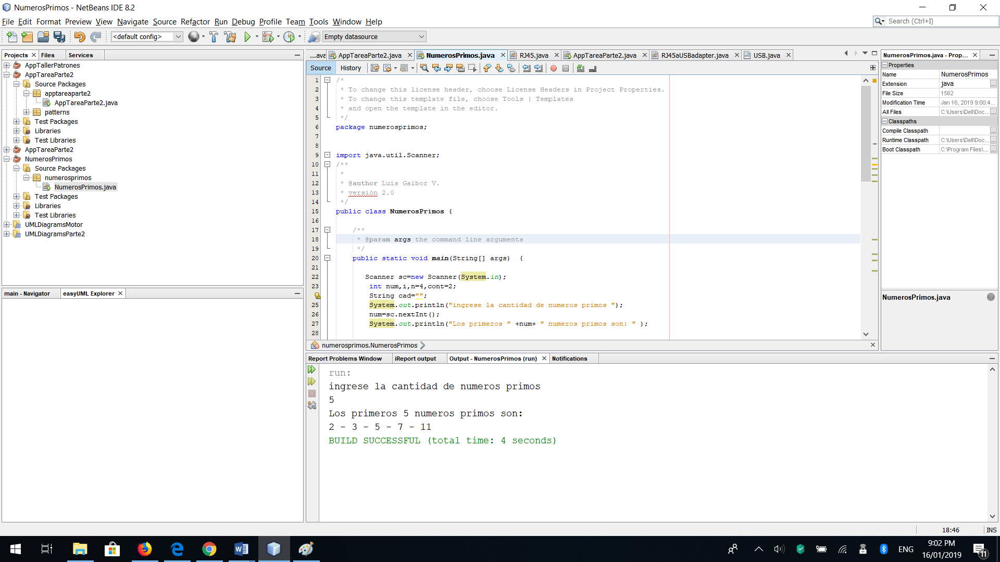 NumerosPrimos - NetBeans IDE 8.2
File Edit Format Preview View Navigate Source Refactor Run Debug Profile Team Tools Window Help
Search (Ctrl+I)
<default config>
Empty datasource
Projects Files Services
AppTallerPatrones
AppTareaParte2
Source Packages
apptareaparte2
AppTareaParte2.java
patterns
Test Packages
Libraries
Test Libraries
AppTareaParte2
NumerosPrimos
Source Packages
numerosprimos
NumerosPrimos.java
Test Packages
Libraries
Test Libraries
UMLDiagramsMotor
UMLDiagramsParte2
main - Navigator easyUML Explorer
...ava AppTareaParte2.java NumerosPrimos.java RJ45.java AppTareaParte2.java RJ45aUSBadapter.java USB.java
Source History
1 /*
2 * To change this license header, choose License Headers in Project Properties.
3 * To change this template file, choose Tools | Templates
4 * and open the template in the editor.
5 */
6 package numerosprimos;
7
8
9 import java.util.Scanner;
10 /**
11 *
12 * @author Luis Gaibor V.
13 * versión 2.0
14 */
15 public class NumerosPrimos {
16
17 /**
18 * @param args the command line arguments
19 */
20 public static void main(String[] args) {
21
22 Scanner sc=new Scanner(System.in);
23 int num,i,n=4,cont=2;
String cad="";
25 System.out.println("ingrese la cantidad de numeros primos ");
26 num=sc.nextInt();
27 System.out.println("Los primeros " +num+ " numeros primos son: " );
28
numerosprimos.NumerosPrimos
NumerosPrimos.java - Prop...
Properties
Name NumerosPrimos
Extension java ...
File Size 1562
Modification Time Jan 16, 2019 9:00:4...
All Files C:\Users\Dell\Doc... ...
Classpaths
Compile Classpath ...
Runtime Classpath C:\Users\Dell\Doc... ...
Boot Classpath C:\Program Files\... ...
NumerosPrimos.java
Report Problems Window iReport output Output - NumerosPrimos (run) Notifications
run:
ingrese la cantidad de numeros primos
5
Los primeros 5 numeros primos son:
2 - 3 - 5 - 7 - 11
BUILD SUCCESSFUL (total time: 4 seconds)
18:46 INS
ENG
9:02 PM
16/01/2019
11